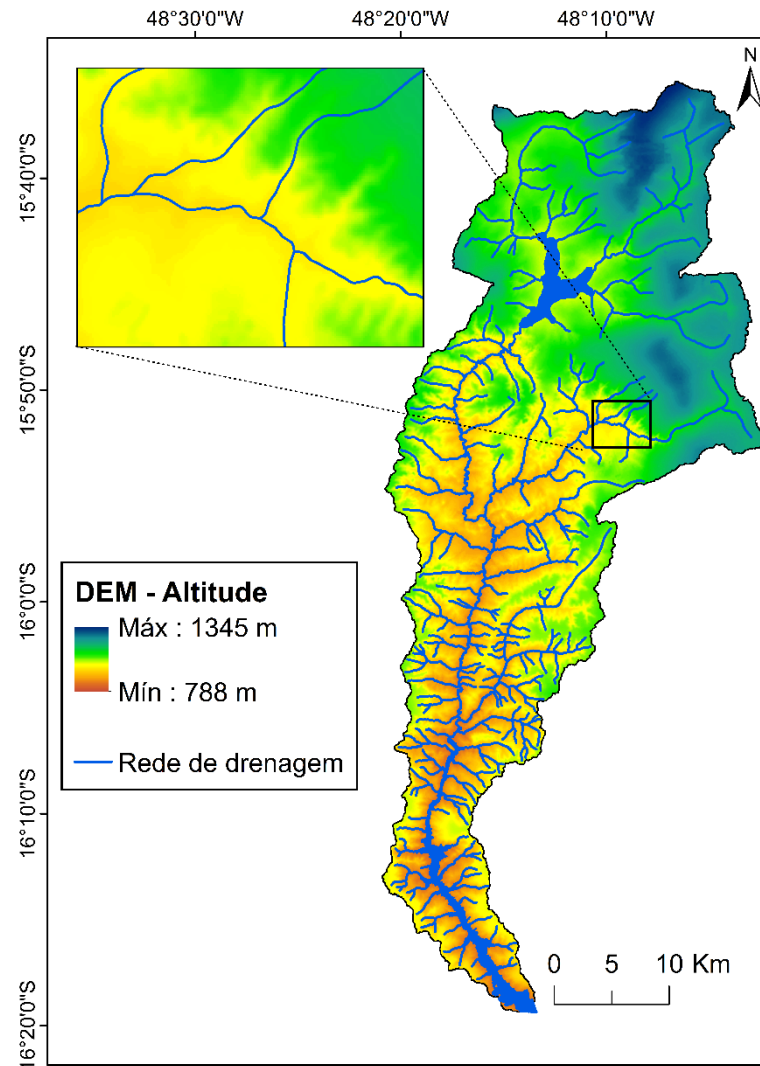 48°30'0"W 48°20'0"W 48°10'0"W
N
15°40'0"S
15°50'0"S
16°0'0"S
16°10'0"S
16°20'0"S
DEM - Altitude
Máx : 1345 m
Mín : 788 m
Rede de drenagem
0 5 10 Km